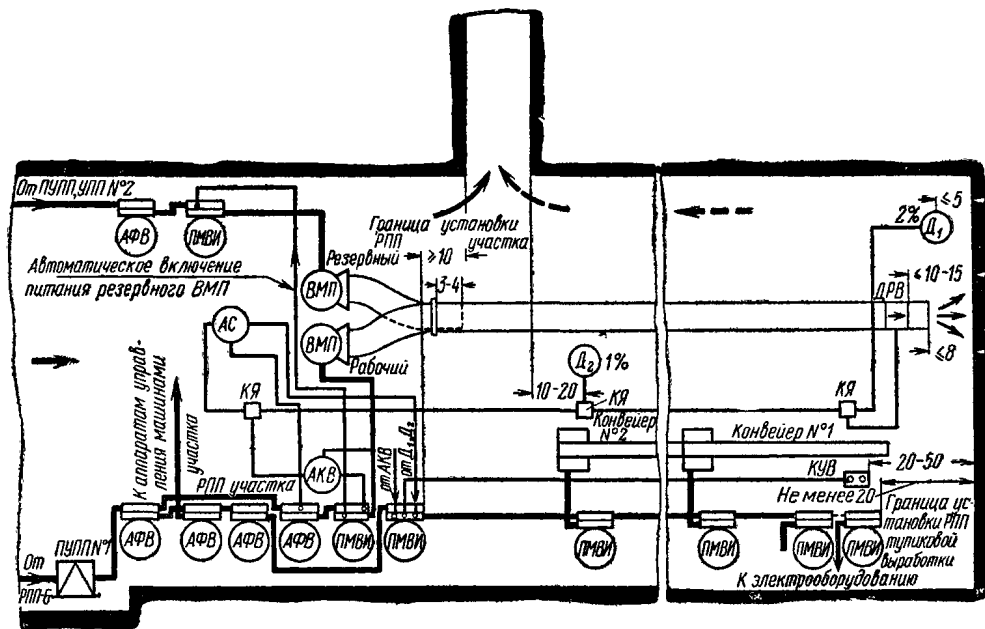 От ПУПП, УПП №2
АФВ
ПМВИ
Автоматическое включение
питания резервного ВМП
Граница установки
РПП участка
Резервный
≥10
3-4
ВМП
ВМП
Рабочий
АС
КЯ
2%
Д₁
≤5
ДРВ
≤10-15
≤8
Д₂
1%
10-20
КЯ
КЯ
Конвейер
№2
Конвейер №1
К аппаратам управ-
ления машинами
участка
РПП участка
АКВ
от АКВ
от Д₁, Д₂
КУВ
20-50
Не менее 20
Граница ус-
тановки РПП
тупиковой
выработки
АФВ
АФВ
АФВ
АФВ
ПМВИ
ПМВИ
ПМВИ
ПМВИ
ПМВИ
ПМВИ
ПУПП №1
От
РПП-6
К электрооборудованию